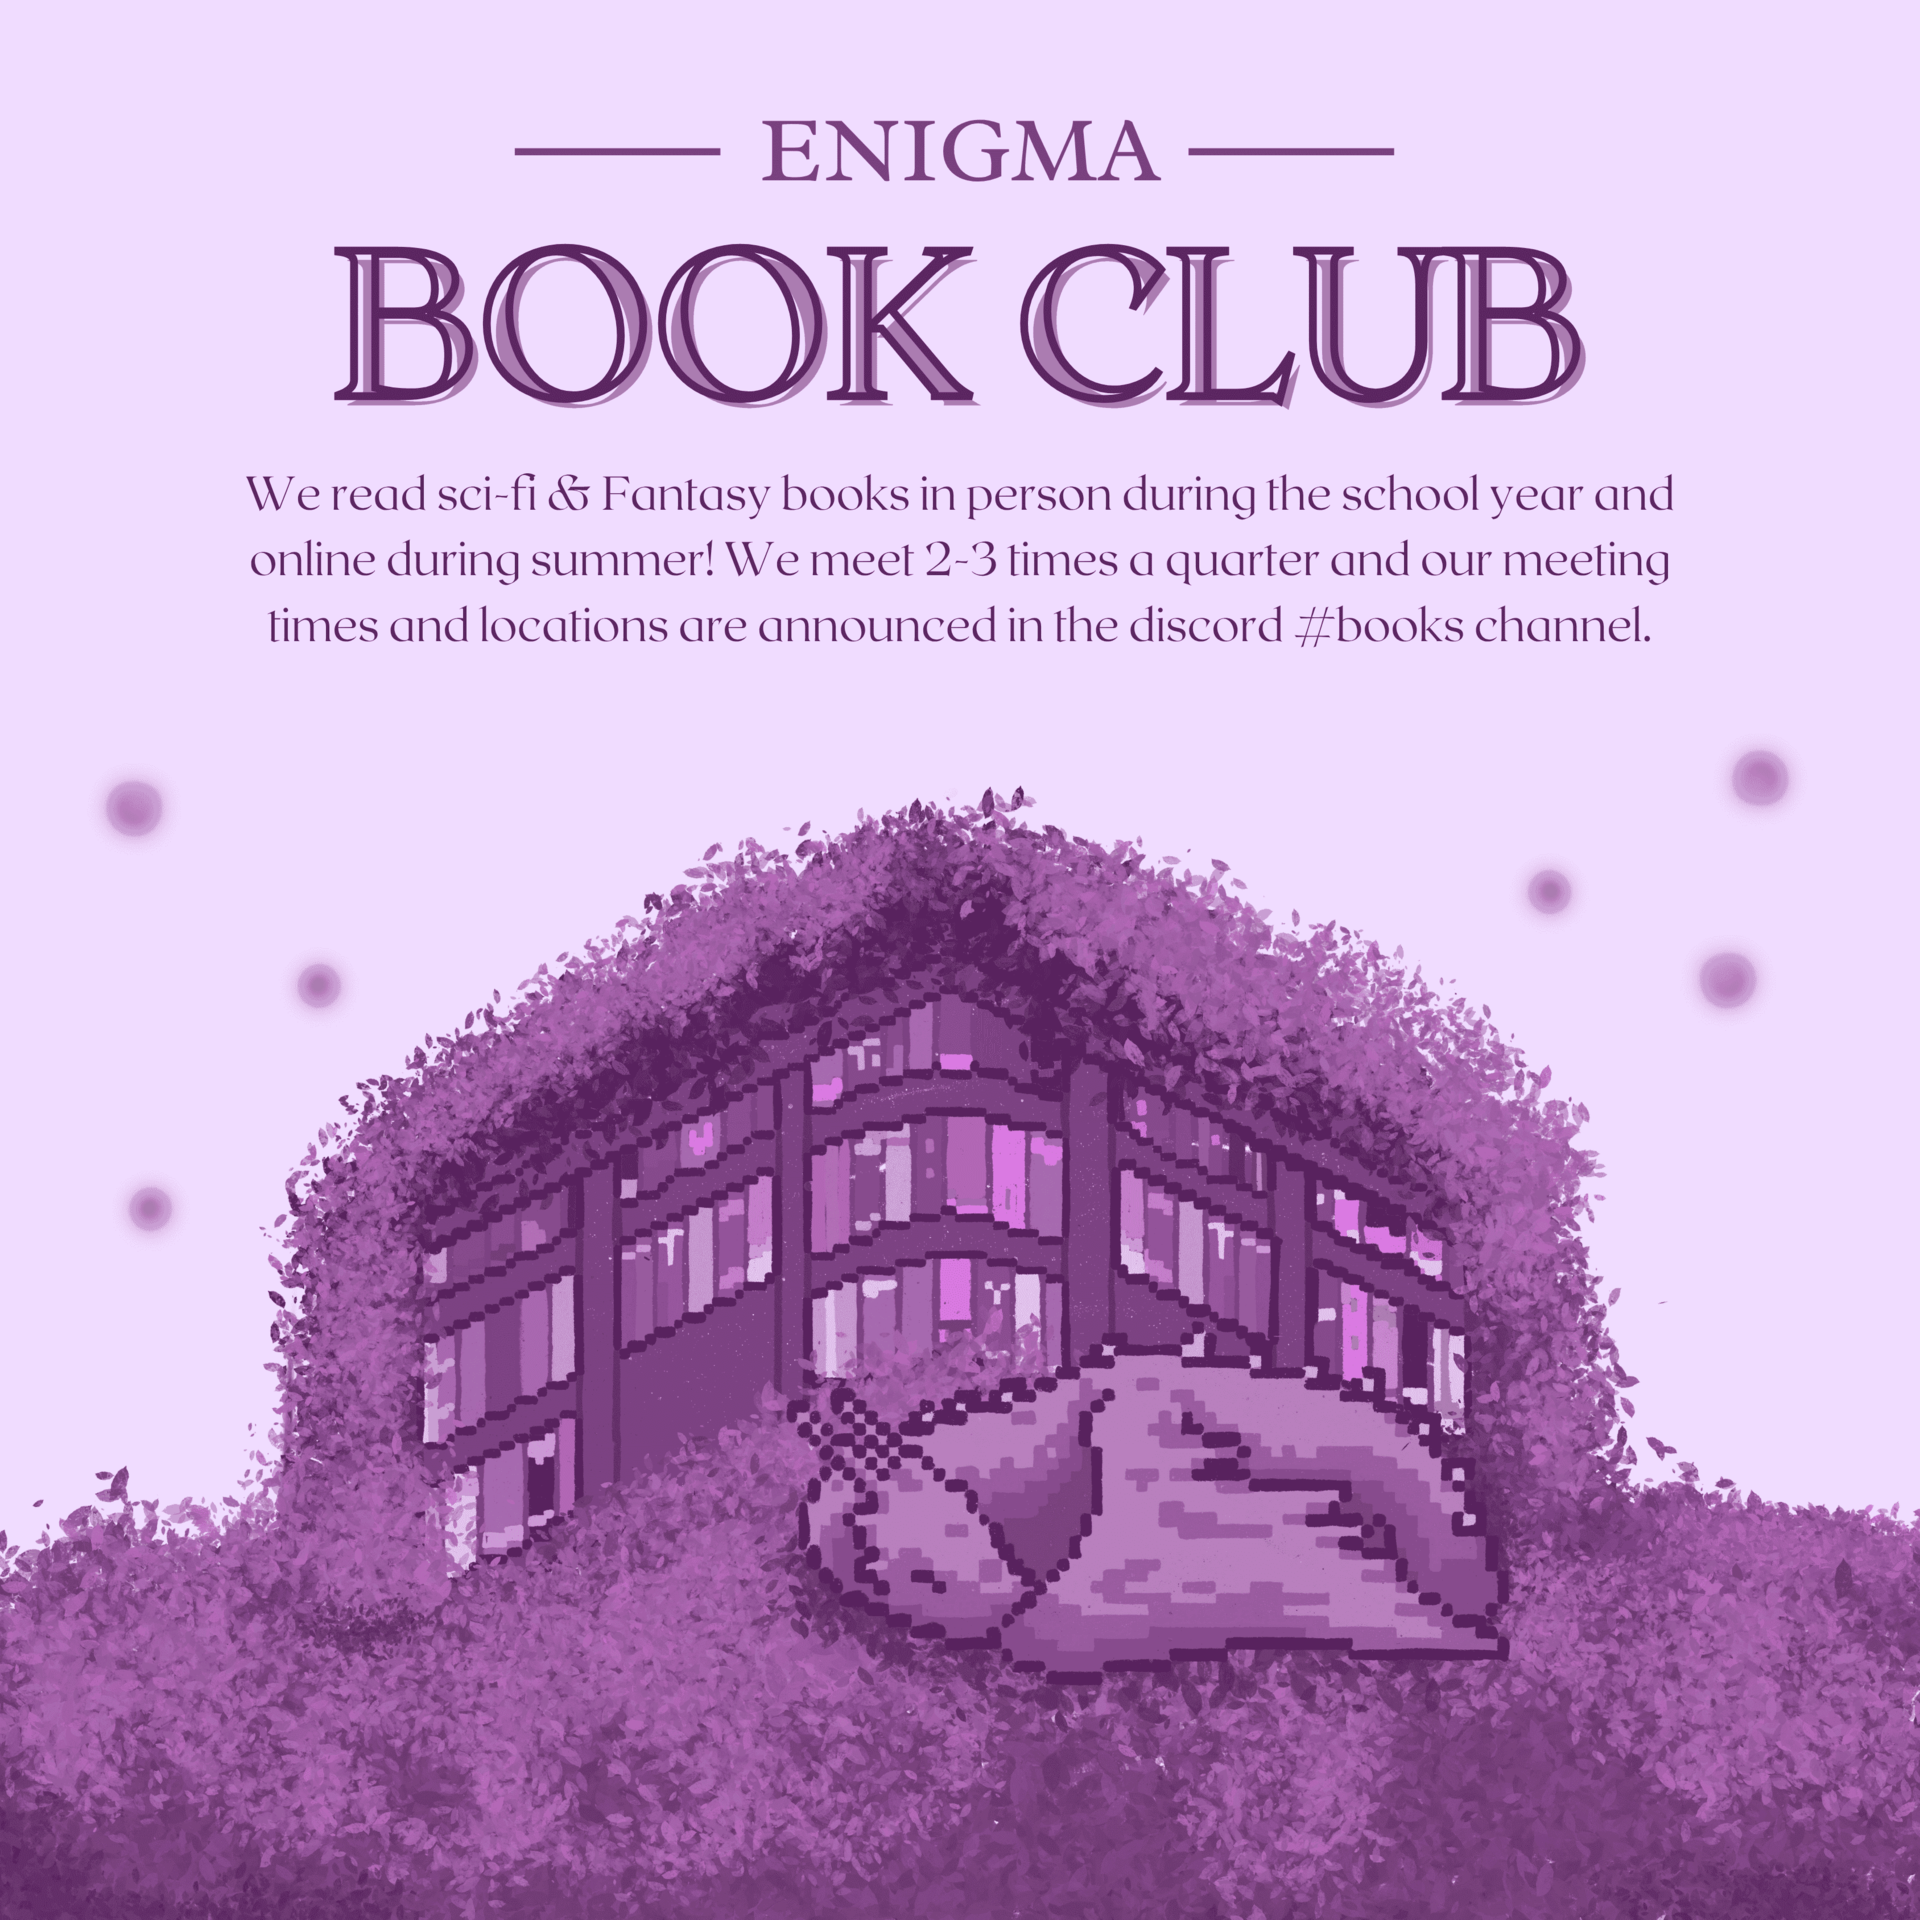 ENIGMA
BOOK CLUB
We read sci-fi & Fantasy books in person during the school year and
online during summer! We meet 2-3 times a quarter and our meeting
times and locations are announced in the discord #books channel.